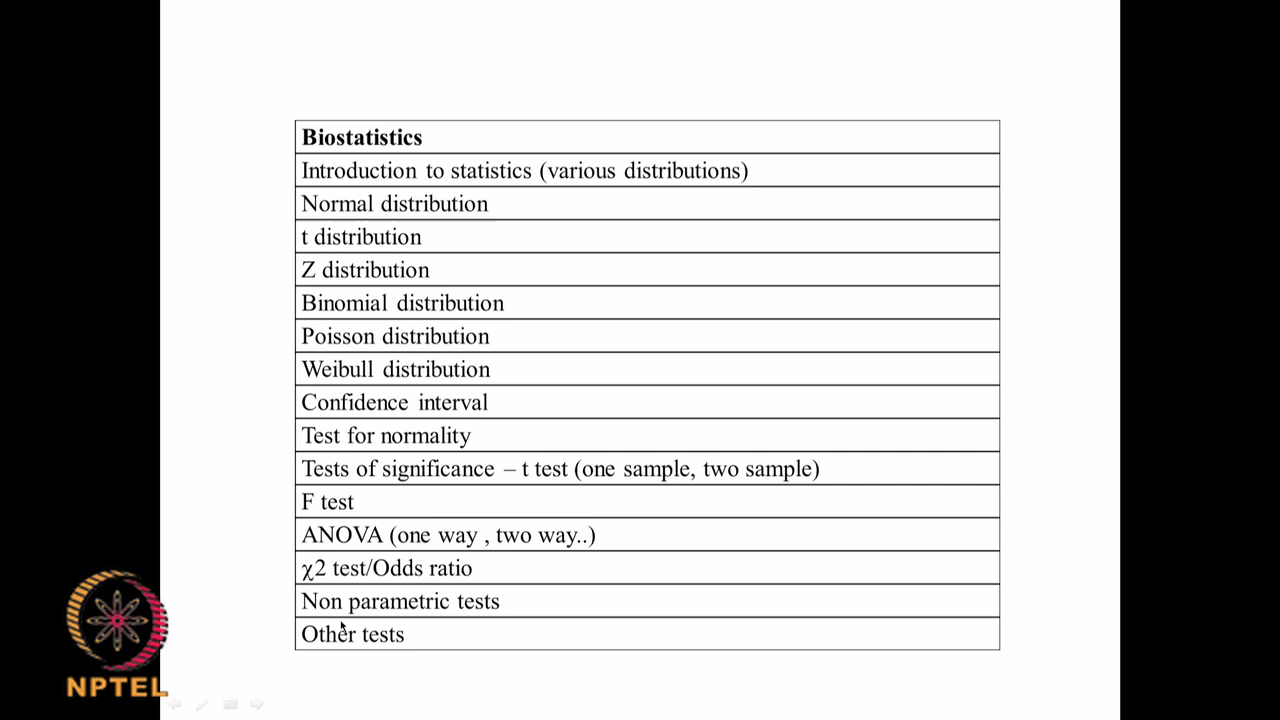 Biostatistics
Introduction to statistics (various distributions)
Normal distribution
t distribution
Z distribution
Binomial distribution
Poisson distribution
Weibull distribution
Confidence interval
Test for normality
Tests of significance – t test (one sample, two sample)
F test
ANOVA (one way , two way..)
χ2 test/Odds ratio
Non parametric tests
Other tests
NPTEL